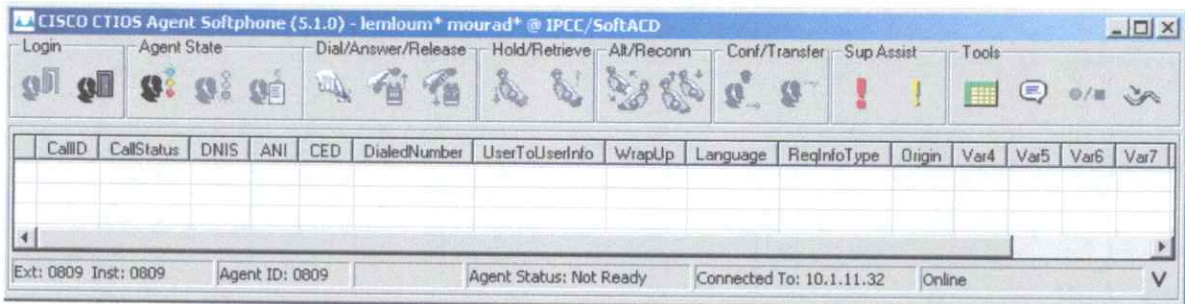 CISCO CTIOS Agent Softphone (5.1.0) - lemloum* mourad* @ IPCC/SoftACD
Login Agent State Dial/Answer/Release Hold/Retrieve Alt/Reconn Conf/Transfer Sup Assist Tools
CallID CallStatus DNIS ANI CED DialedNumber UserToUserInfo WrapUp Language ReqInfoType Origin Var4 Var5 Var6 Var7
Ext: 0809 Inst: 0809 Agent ID: 0809 Agent Status: Not Ready Connected To: 10.1.11.32 Online V